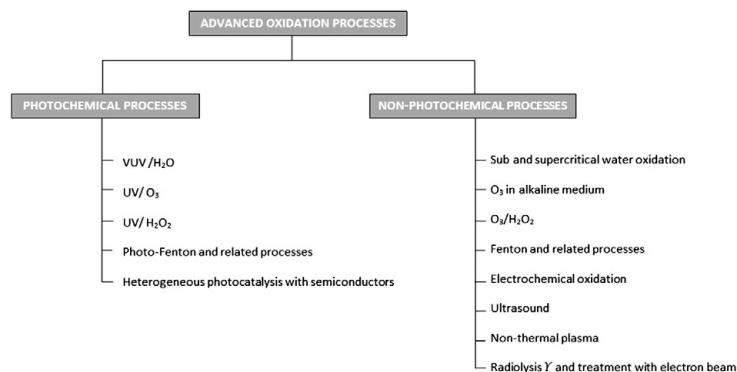 ADVANCED OXIDATION PROCESSES
PHOTOCHEMICAL PROCESSES
VUV/H₂O
UV/ O₃
UV/ H₂O₂
Photo-Fenton and related processes
Heterogeneous photocatalysis with semiconductors
NON-PHOTOCHEMICAL PROCESSES
Sub and supercritical water oxidation
O₃ in alkaline medium
O₃/H₂O₂
Fenton and related processes
Electrochemical oxidation
Ultrasound
Non-thermal plasma
Radiolysis ϒ and treatment with electron beam